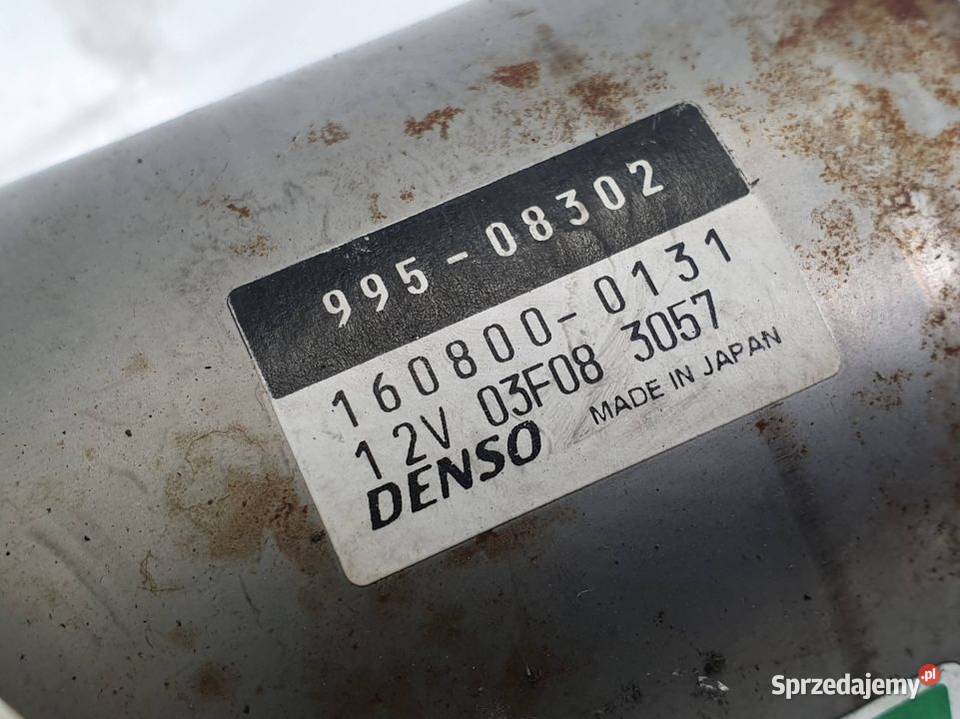 995-08302
160800-0131
12V 03F08 3057
DENSO MADE IN JAPAN
Sprzedajemy.pl